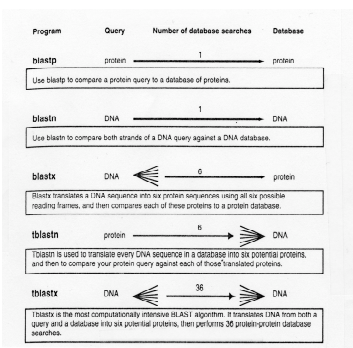 Program Query Number of database searches Database
blastp protein 1 protein
Use blastp to compare a protein query to a database of proteins.
blastn DNA 1 DNA
Use blastn to compare both strands of a DNA query against a DNA database.
blastx DNA 6 protein
Blastx translates a DNA sequence into six protein sequences using all six possible
reading frames, and then compares each of these proteins to a protein database.
tblastn protein 6 DNA
Tblastn is used to translate every DNA sequence in a database into six potential proteins,
and then to compare your protein query against each of those translated proteins.
tblastx DNA 36 DNA
Tblastx is the most computationally intensive BLAST algorithm. It translates DNA from both a
query and a database into six potential proteins, then performs 36 protein-protein database
searches.